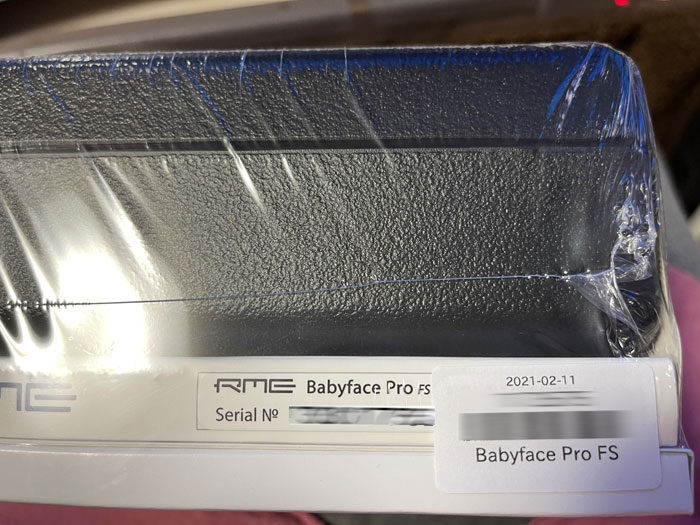 RME Babyface Pro FS
Serial №
2021-02-11
Babyface Pro FS